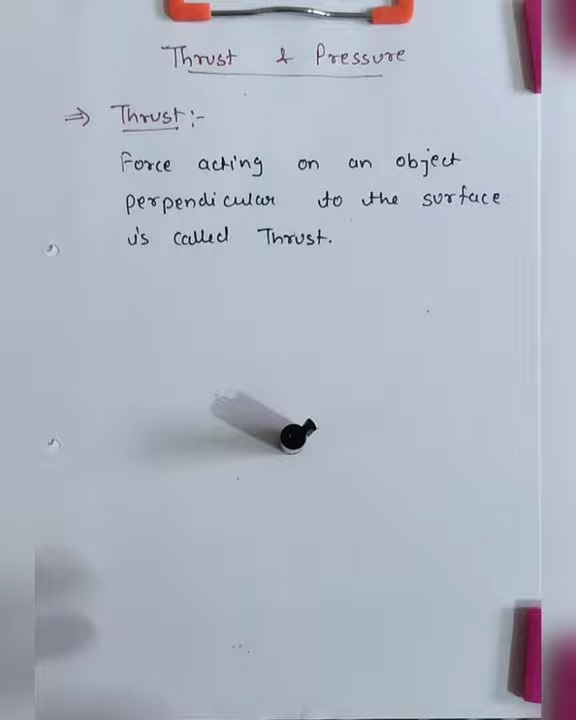 Thrust & Pressure
⇒ Thrust :-
Force acting on an object
perpendicular to the surface
is called Thrust.